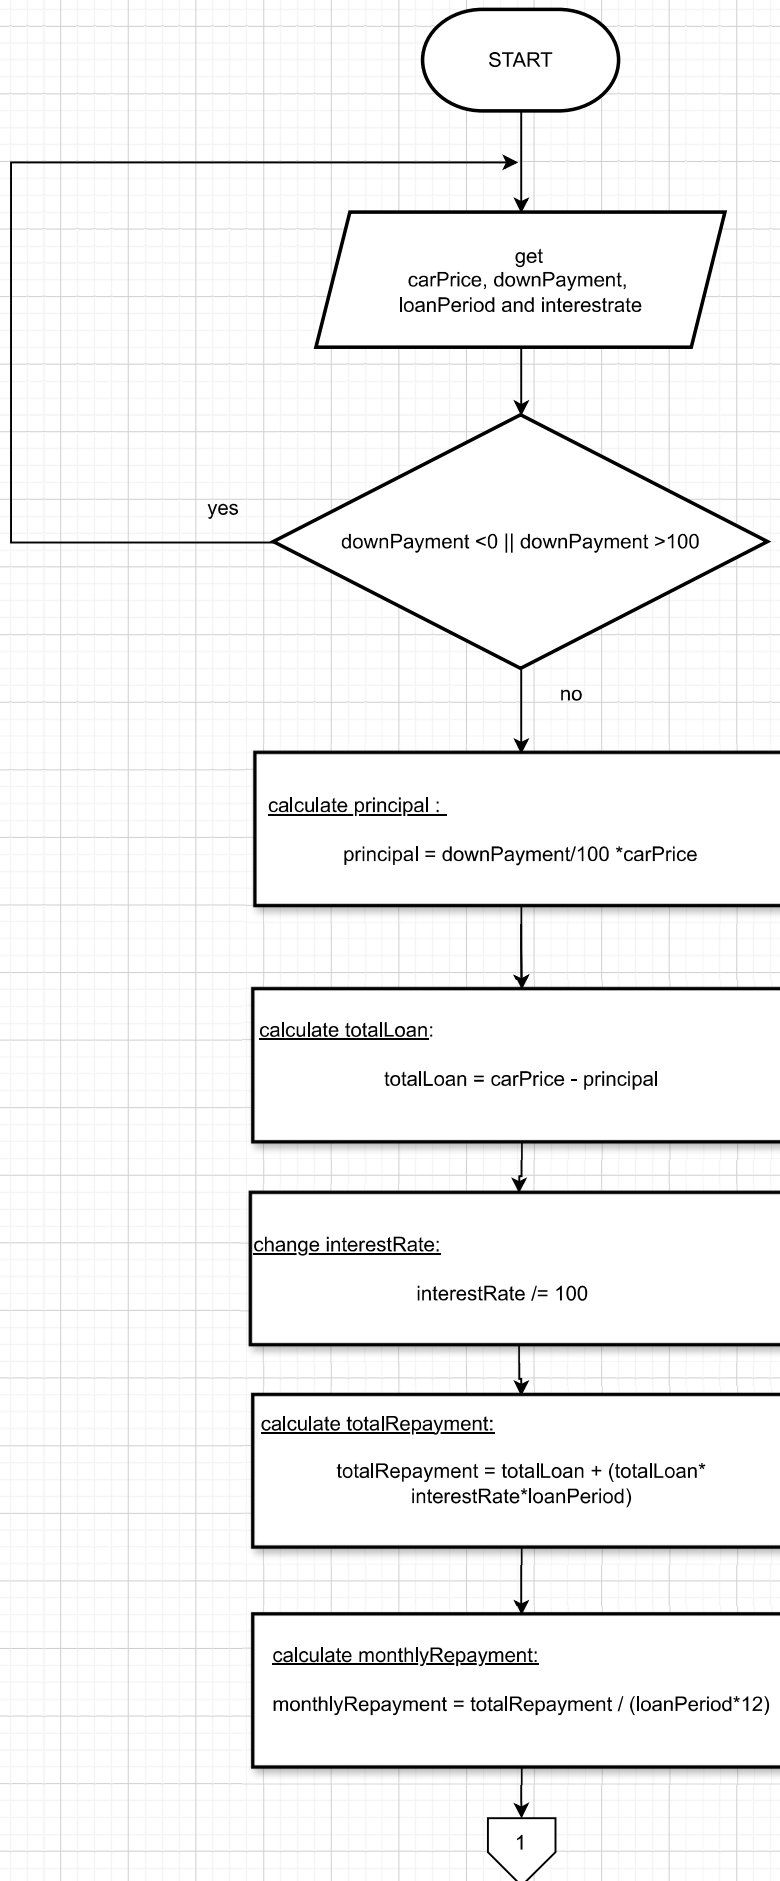 START
get
carPrice, downPayment,
loanPeriod and interestrate
yes
downPayment <0 || downPayment >100
no
calculate principal :
principal = downPayment/100 *carPrice
calculate totalLoan:
totalLoan = carPrice - principal
change interestRate:
interestRate /= 100
calculate totalRepayment:
totalRepayment = totalLoan + (totalLoan*
interestRate*loanPeriod)
calculate monthlyRepayment:
monthlyRepayment = totalRepayment / (loanPeriod*12)
1